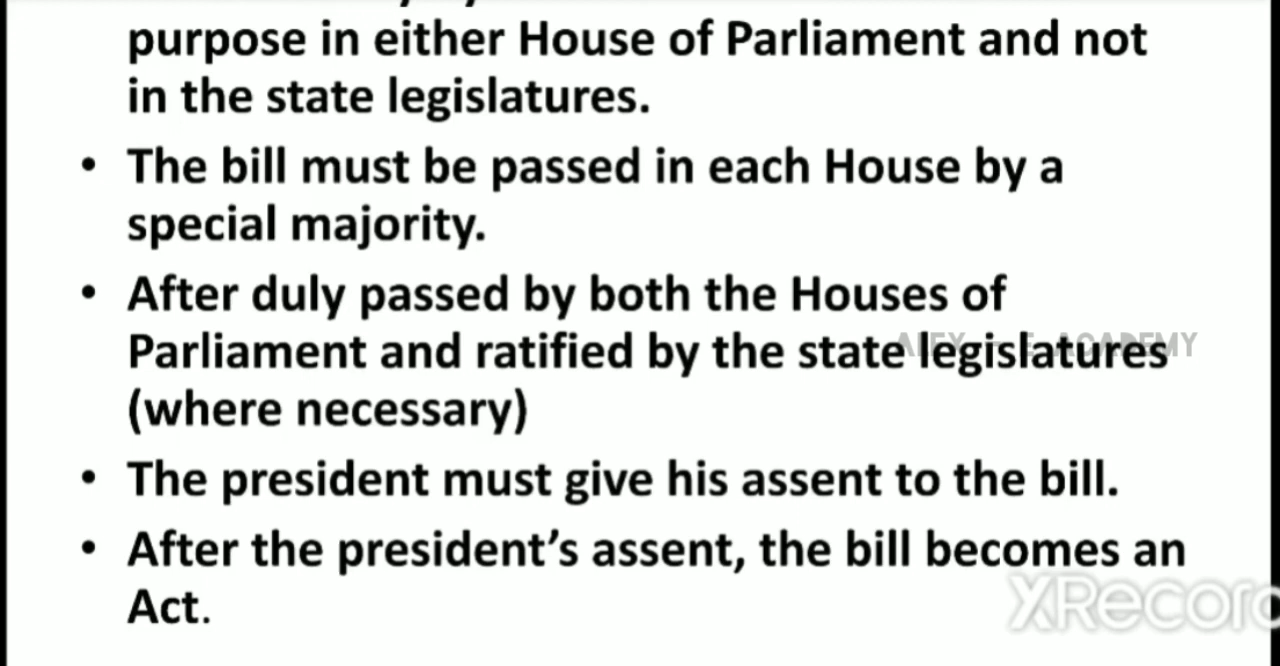 purpose in either House of Parliament and not
in the state legislatures.
• The bill must be passed in each House by a
special majority.
• After duly passed by both the Houses of
Parliament and ratified by the state legislatures
ALEX E ACADEMY
(where necessary)
• The president must give his assent to the bill.
• After the president’s assent, the bill becomes an
Act.
XRecor